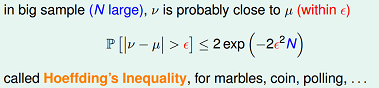 in big sample (N large), ν is probably close to μ (within ϵ)
ℙ [|ν − μ| > ϵ] ≤ 2 exp (−2ϵ²N)
called Hoeffding's Inequality, for marbles, coin, polling, . . .